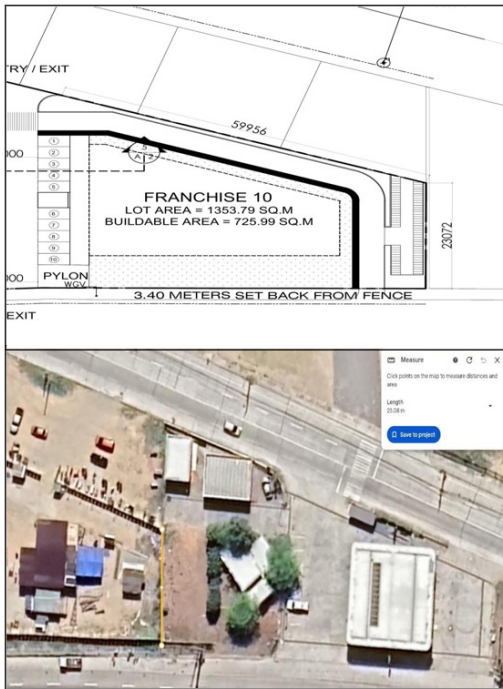 TRY / EXIT
59956
5
A 2
000
1
2
3
4
5
FRANCHISE 10
LOT AREA = 1353.79 SQ.M
BUILDABLE AREA = 725.99 SQ.M
23072
6
7
8
9
10
000
PYLON
WGV
3.40 METERS SET BACK FROM FENCE
EXIT
Measure
Click points on the map to measure distances and
area
Length
Save to project